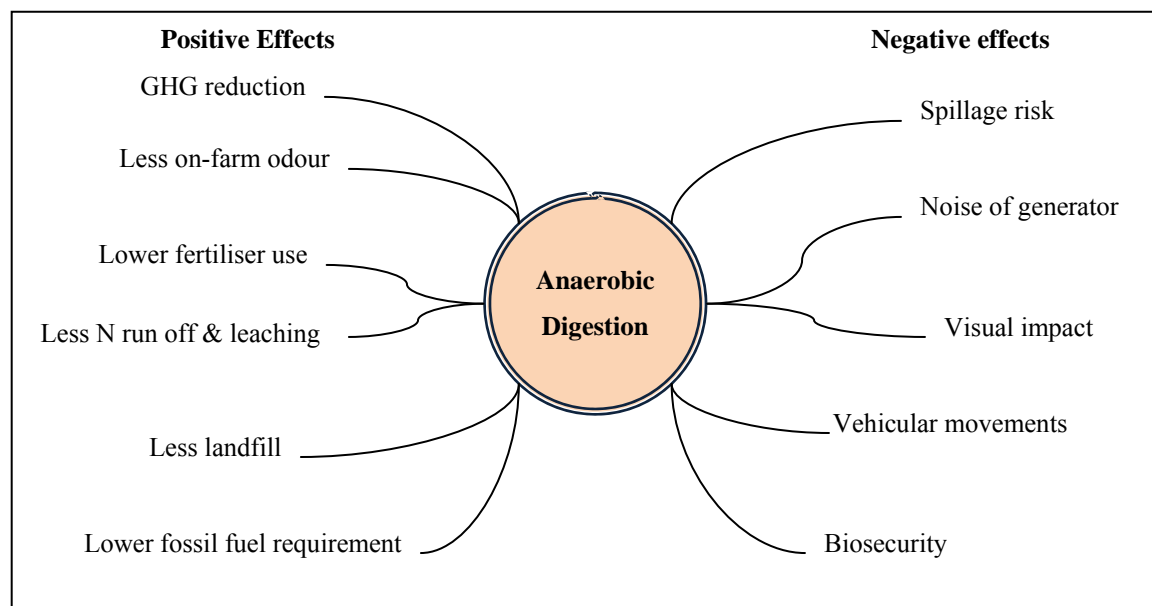 Positive Effects
GHG reduction
Less on-farm odour
Lower fertiliser use
Less N run off & leaching
Less landfill
Lower fossil fuel requirement
Anaerobic
Digestion
Negative effects
Spillage risk
Noise of generator
Visual impact
Vehicular movements
Biosecurity